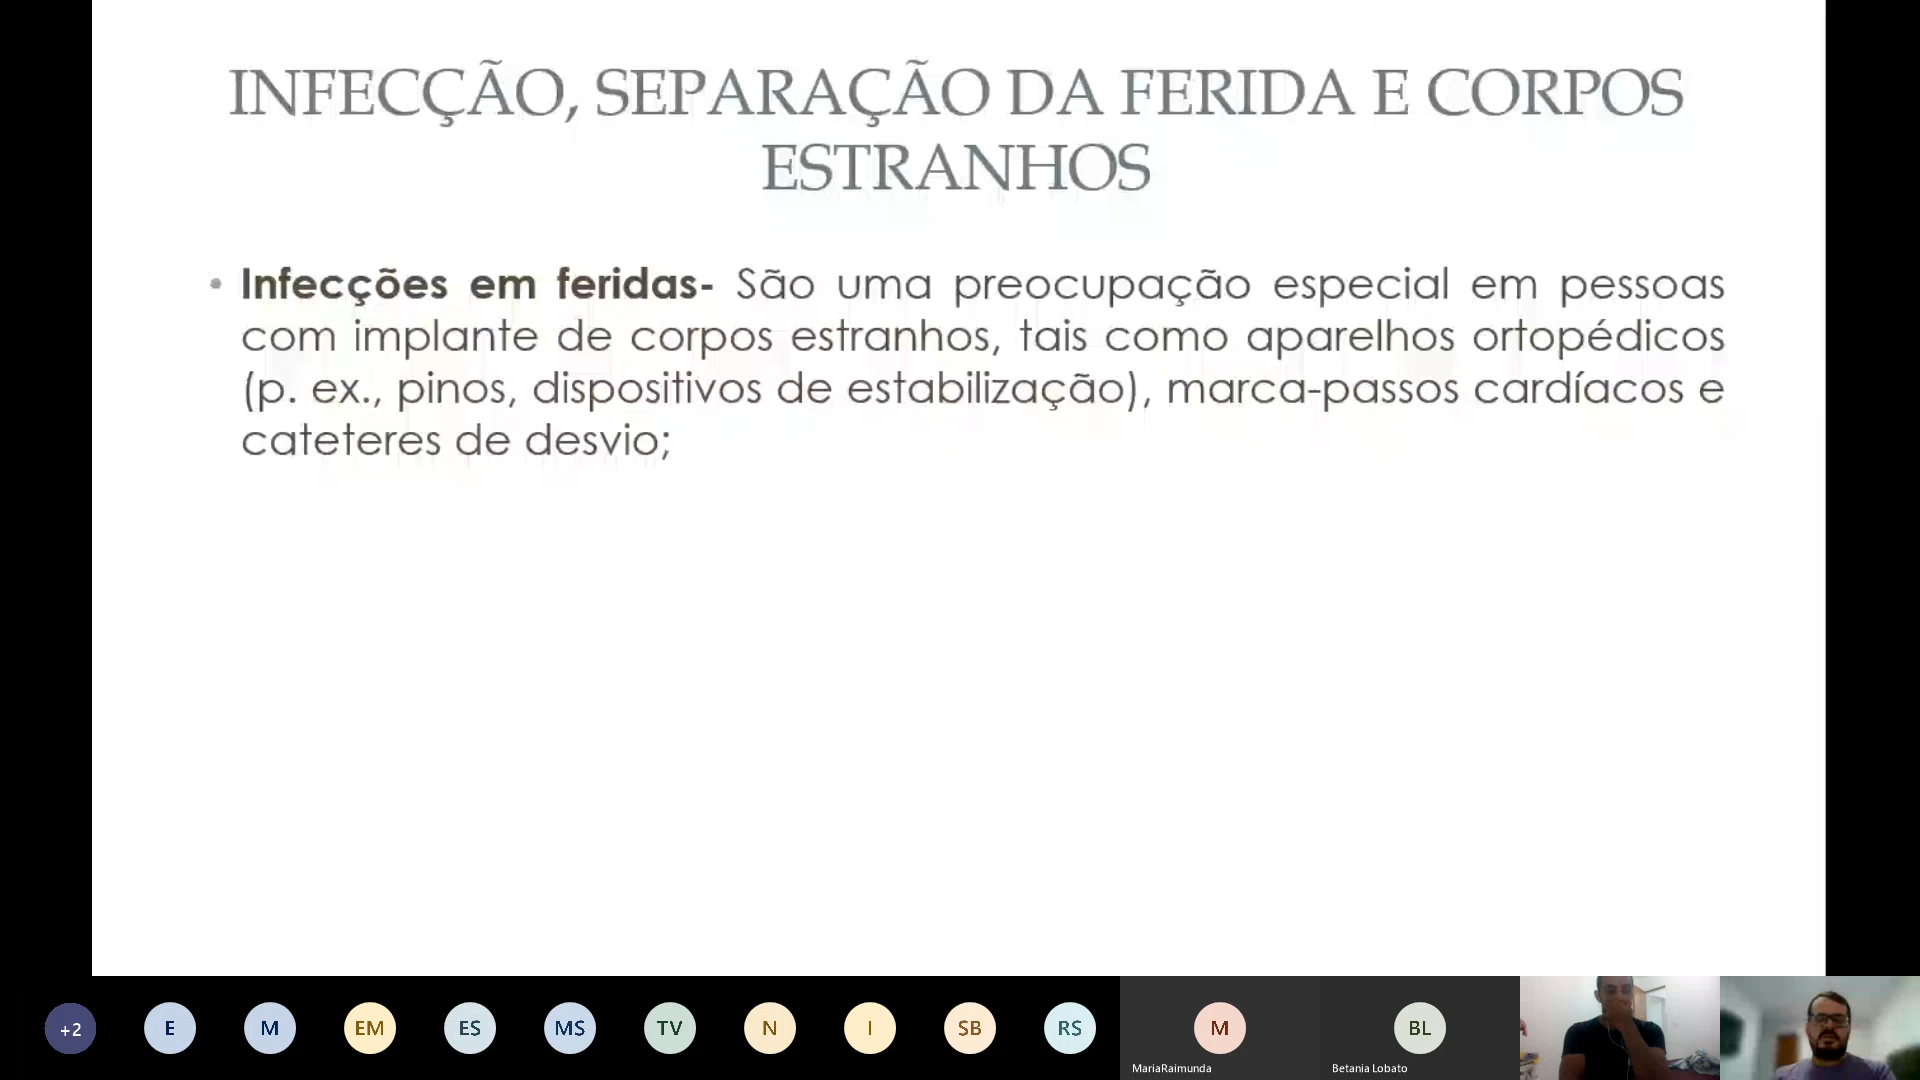 INFECÇÃO, SEPARAÇÃO DA FERIDA E CORPOS
ESTRANHOS
• Infecções em feridas- São uma preocupação especial em pessoas
com implante de corpos estranhos, tais como aparelhos ortopédicos
(p. ex., pinos, dispositivos de estabilização), marca-passos cardíacos e
cateteres de desvio;
+2 E M EM ES MS TV N I SB RS M BL
MariaRaimunda Betania Lobato